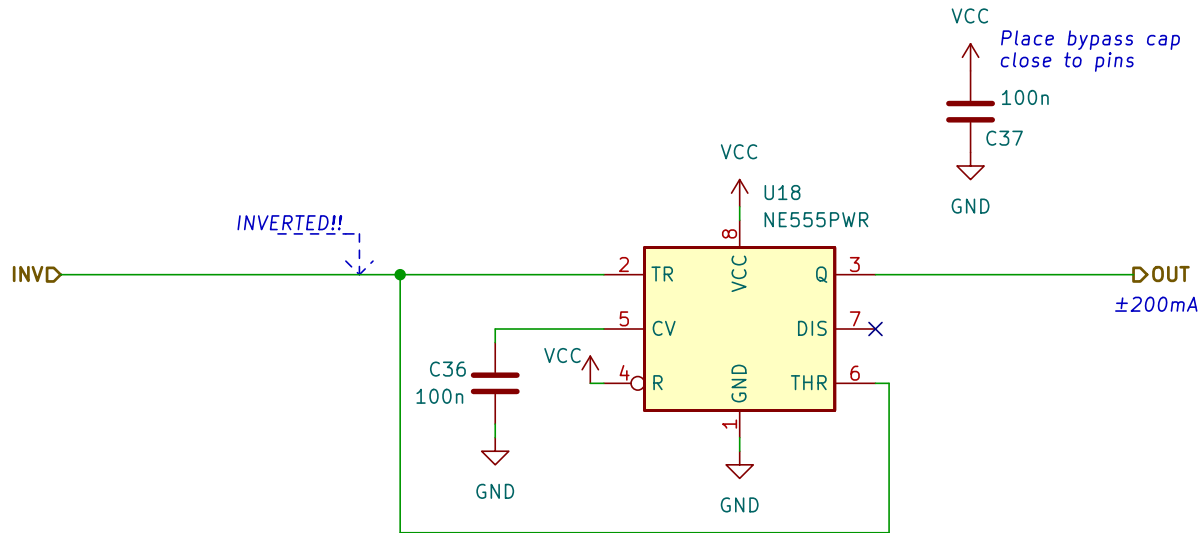 VCC
Place bypass cap
close to pins
100n
C37
GND
VCC
U18
NE555PWR
INVERTED!!
8
INV
2
TR
VCC
Q
3
OUT
±200mA
5
CV
DIS
7
VCC
C36
100n
4
R
GND
THR
6
1
GND
GND